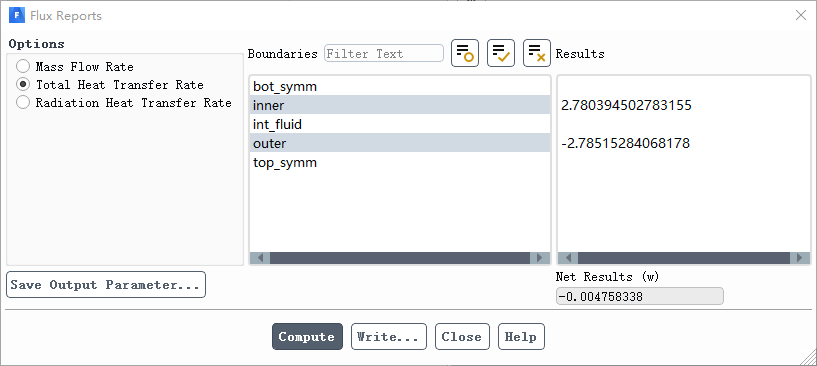 Flux Reports
Options
Mass Flow Rate
Total Heat Transfer Rate
Radiation Heat Transfer Rate
Save Output Parameter...
Boundaries Filter Text
bot_symm
inner
int_fluid
outer
top_symm
Results
2.780394502783155
-2.78515284068178
Net Results (w)
-0.004758338
Compute Write... Close Help